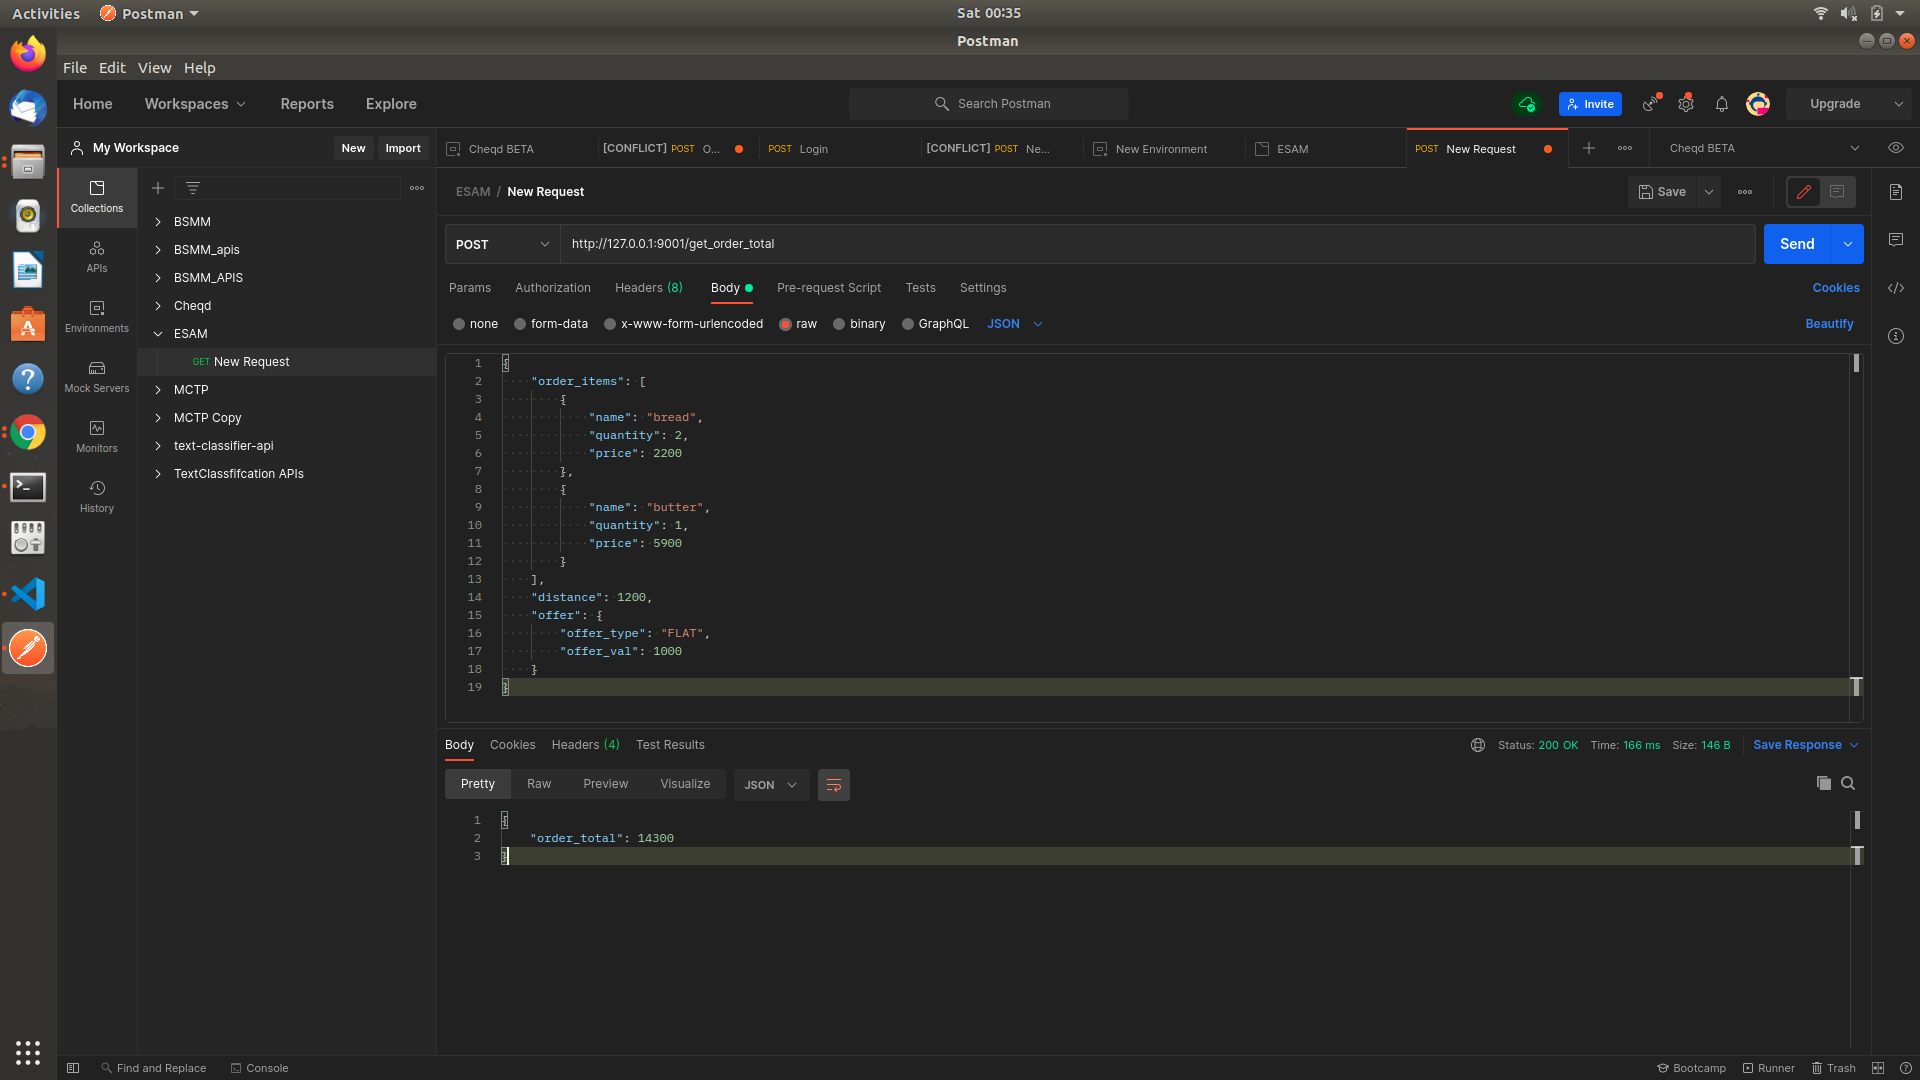 Activities Postman Sat 00:35
Postman
File Edit View Help
Home Workspaces Reports Explore Search Postman Invite Upgrade
My Workspace New Import Cheqd BETA [CONFLICT] POST O... POST Login [CONFLICT] POST Ne... New Environment ESAM POST New Request Cheqd BETA
ESAM / New Request Save
Collections
APIs
Environments
Mock Servers
Monitors
History
BSMM
BSMM_apis
BSMM_APIS
Cheqd
ESAM
GET New Request
MCTP
MCTP Copy
text-classifier-api
TextClassfifcation APIs
POST http://127.0.0.1:9001/get_order_total Send
Params Authorization Headers (8) Body Pre-request Script Tests Settings Cookies
none form-data x-www-form-urlencoded raw binary GraphQL JSON Beautify
1 {
2 "order_items": [
3 {
4 "name": "bread",
5 "quantity": 2,
6 "price": 2200
7 },
8 {
9 "name": "butter",
10 "quantity": 1,
11 "price": 5900
12 }
13 ],
14 "distance": 1200,
15 "offer": {
16 "offer_type": "FLAT",
17 "offer_val": 1000
18 }
19 }
Body Cookies Headers (4) Test Results Status: 200 OK Time: 166 ms Size: 146 B Save Response
Pretty Raw Preview Visualize JSON
1 {
2 "order_total": 14300
3 }
Find and Replace Console Bootcamp Runner Trash